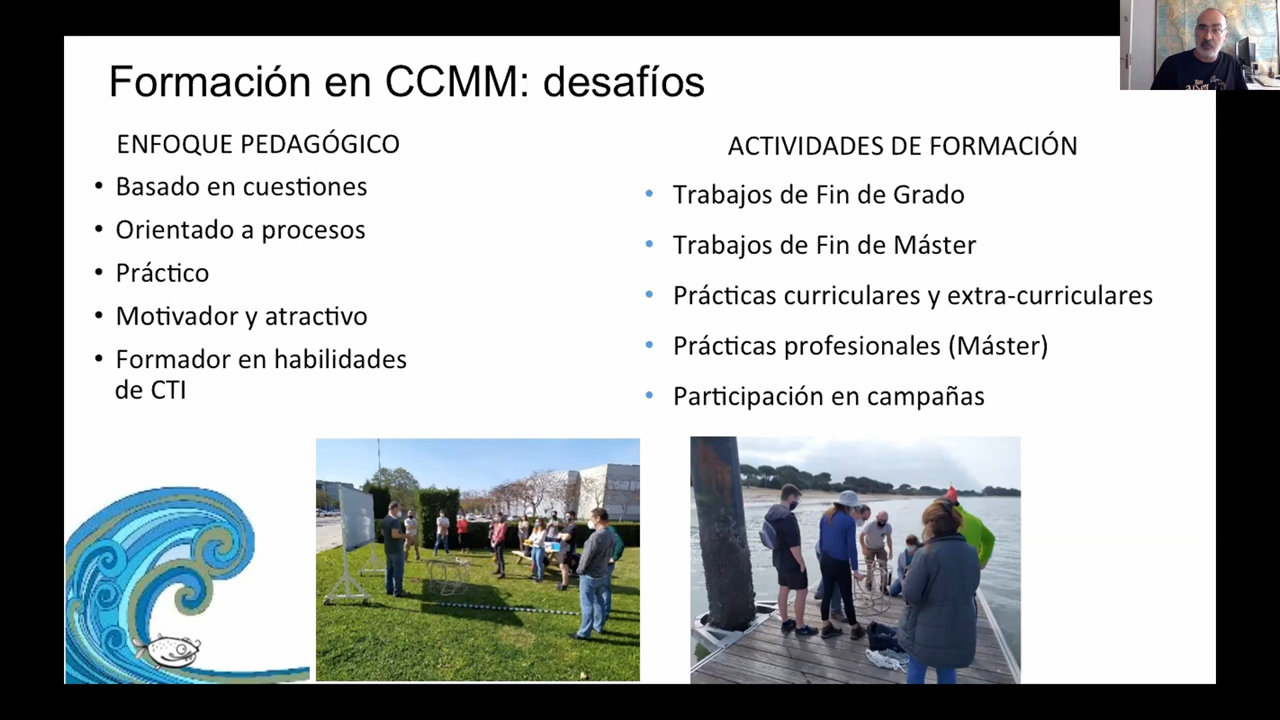 Formación en CCMM: desafíos
ENFOQUE PEDAGÓGICO
• Basado en cuestiones
• Orientado a procesos
• Práctico
• Motivador y atractivo
• Formador en habilidades
de CTI
ACTIVIDADES DE FORMACIÓN
• Trabajos de Fin de Grado
• Trabajos de Fin de Máster
• Prácticas curriculares y extra-curriculares
• Prácticas profesionales (Máster)
• Participación en campañas